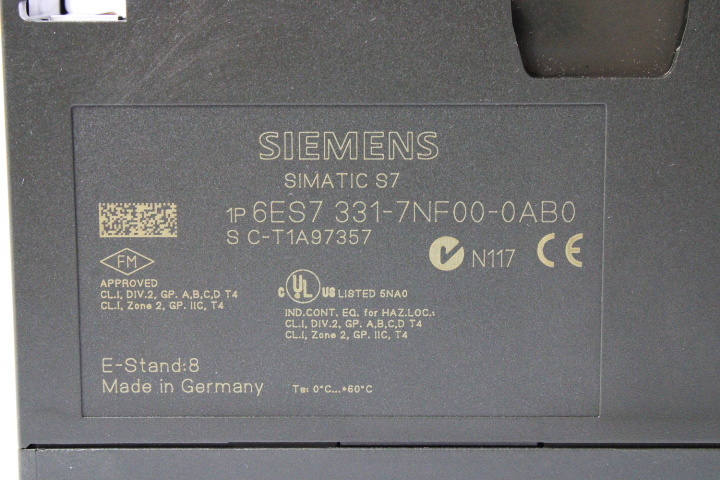 SIEMENS
SIMATIC S7
1P 6ES7 331-7NF00-0AB0
S C-T1A97357
N117 CE
FM
APPROVED
CL.I, DIV.2, GP. A,B,C,D T4
CL.I, Zone 2, GP. IIC, T4
C UL US LISTED 5NA0
IND.CONT. EQ. for HAZ.LOC.:
CL.I, DIV.2, GP. A,B,C,D T4
CL.I, Zone 2, GP. IIC, T4
E-Stand:8
Made in Germany
Ta: 0°C...+60°C